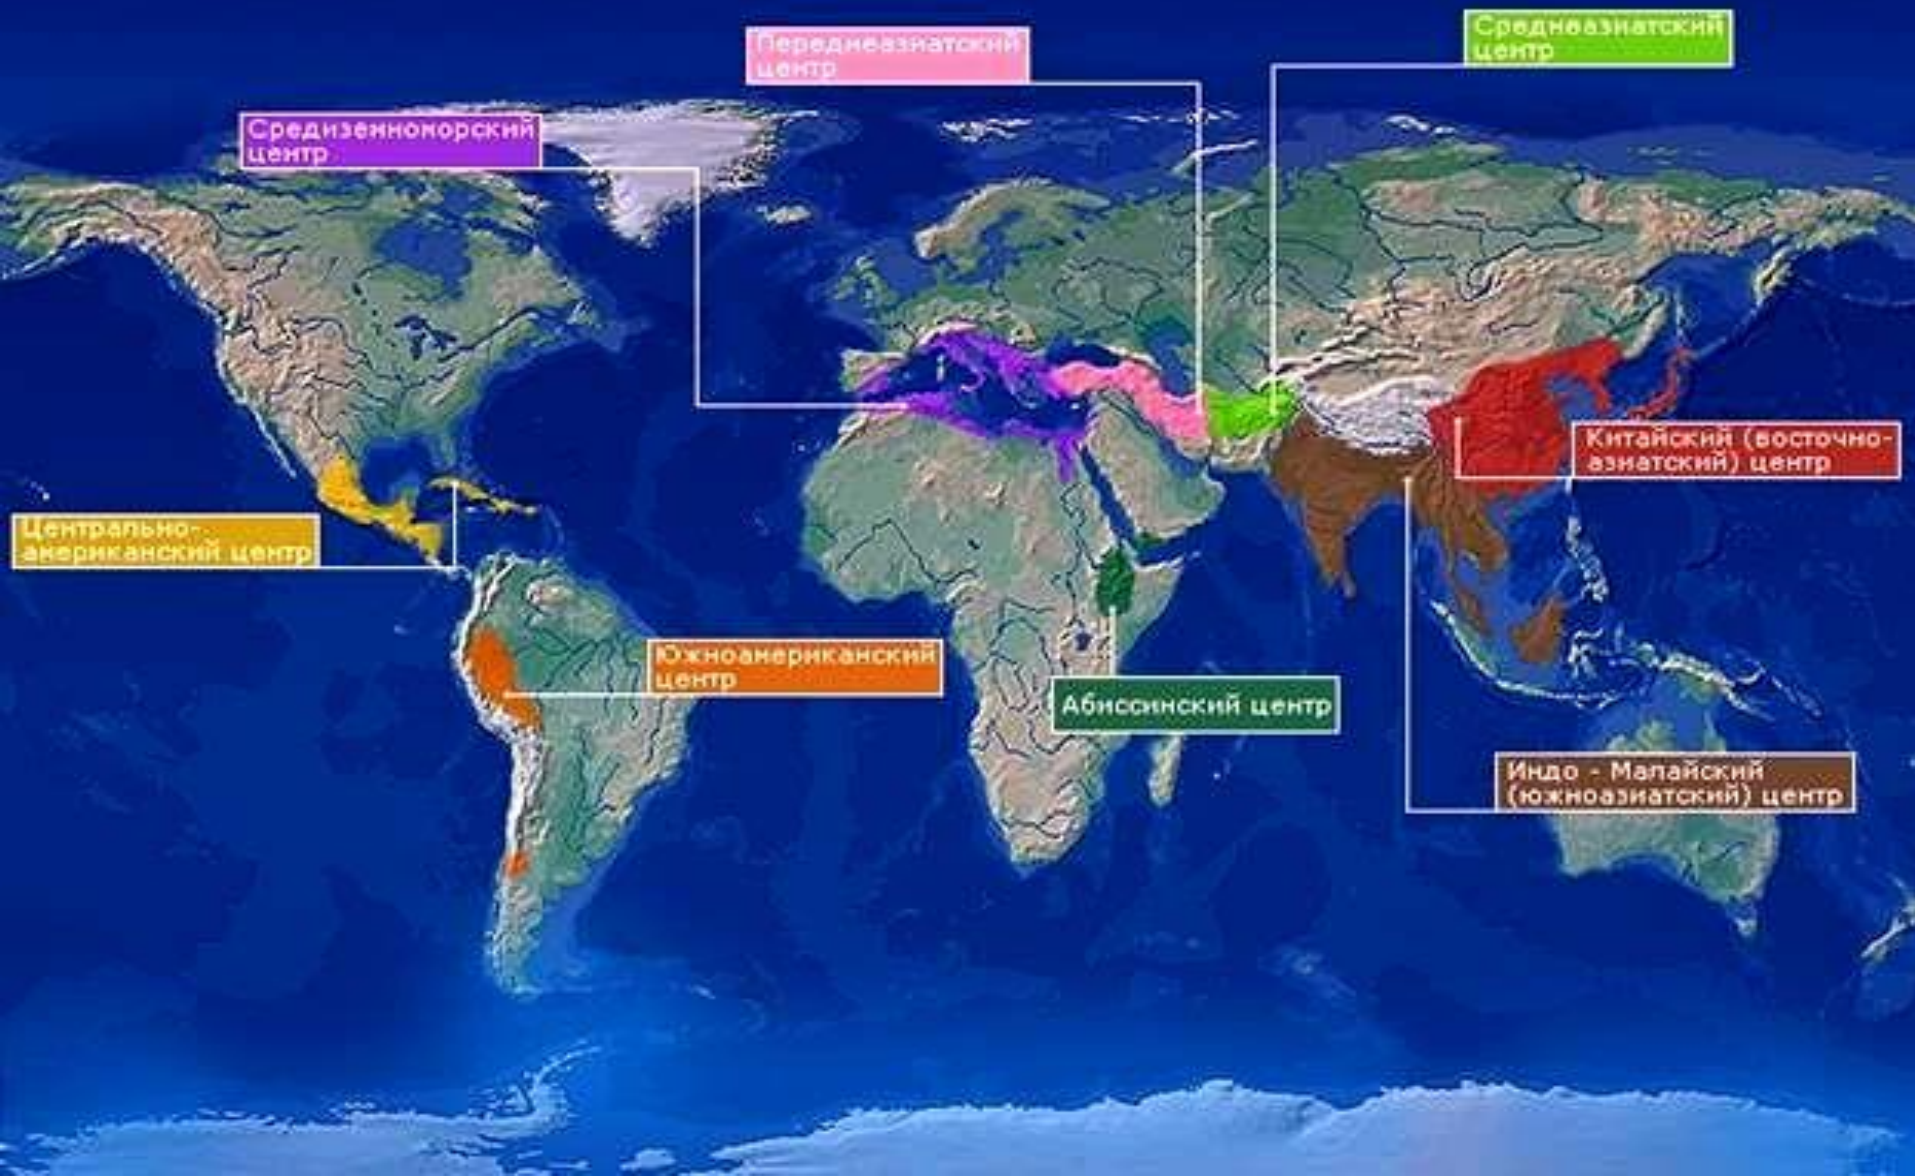 Среднеазиатский
центр
Переднеазиатский
центр
Средиземноморский
центр
Китайский (восточно-
азиатский) центр
Центрально-
американский центр
Южноамериканский
центр
Абиссинский центр
Индо - Малайский
(южноазиатский) центр